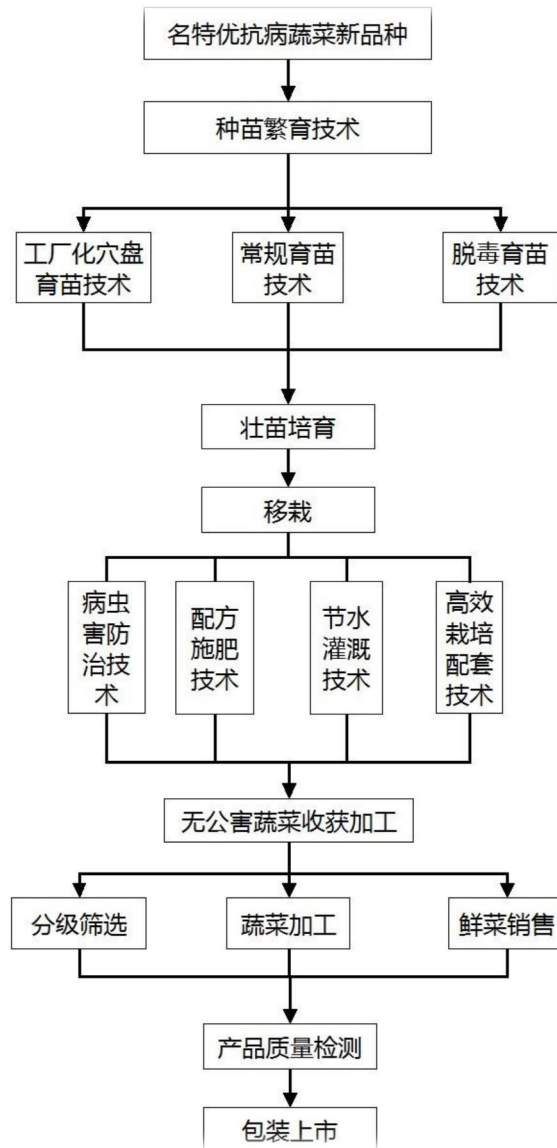 名特优抗病蔬菜新品种
种苗繁育技术
工厂化穴盘
育苗技术
常规育苗
技术
脱毒育苗
技术
壮苗培育
移栽
病虫
害防
治技
术
配方
施肥
技术
节水
灌溉
技术
高效
栽培
配套
技术
无公害蔬菜收获加工
分级筛选
蔬菜加工
鲜菜销售
产品质量检测
包装上市